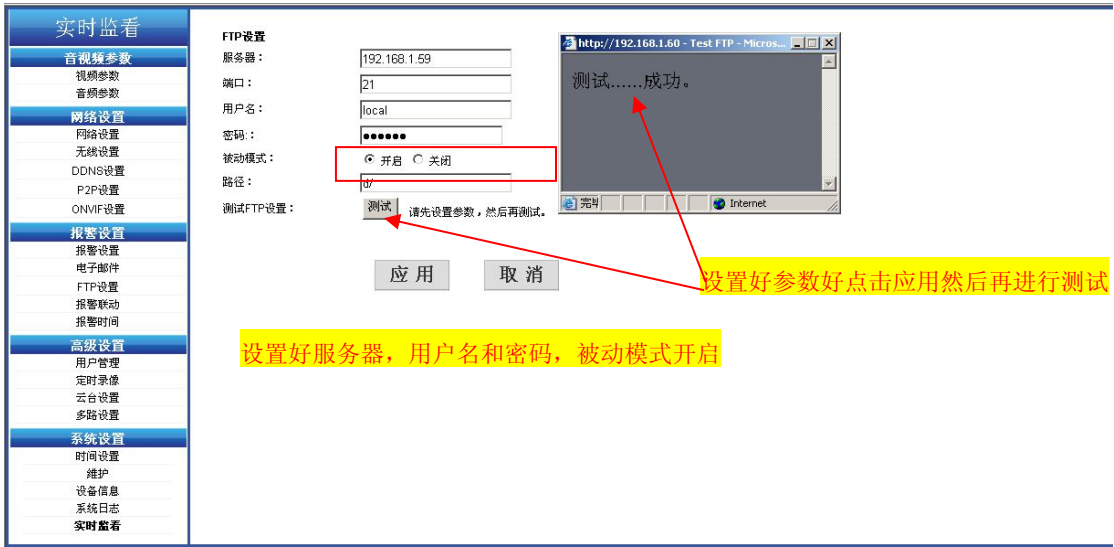 实时监看
音视频参数
视频参数
音频参数
网络设置
网络设置
无线设置
DDNS设置
P2P设置
ONVIF设置
报警设置
报警设置
电子邮件
FTP设置
报警联动
报警时间
高级设置
用户管理
定时录像
云台设置
多路设置
系统设置
时间设置
维护
设备信息
系统日志
实时监看
FTP设置
服务器： 192.168.1.59
端口： 21
用户名： local
密码：: ●●●●●●
被动模式： 开启 关闭
路径： d/
测试FTP设置： 测试 请先设置参数，然后再测试。
应 用 取 消
http://192.168.1.60 - Test FTP - Micros...
测试......成功。
Internet
设置好参数好点击应用然后再进行测试
设置好服务器，用户名和密码，被动模式开启